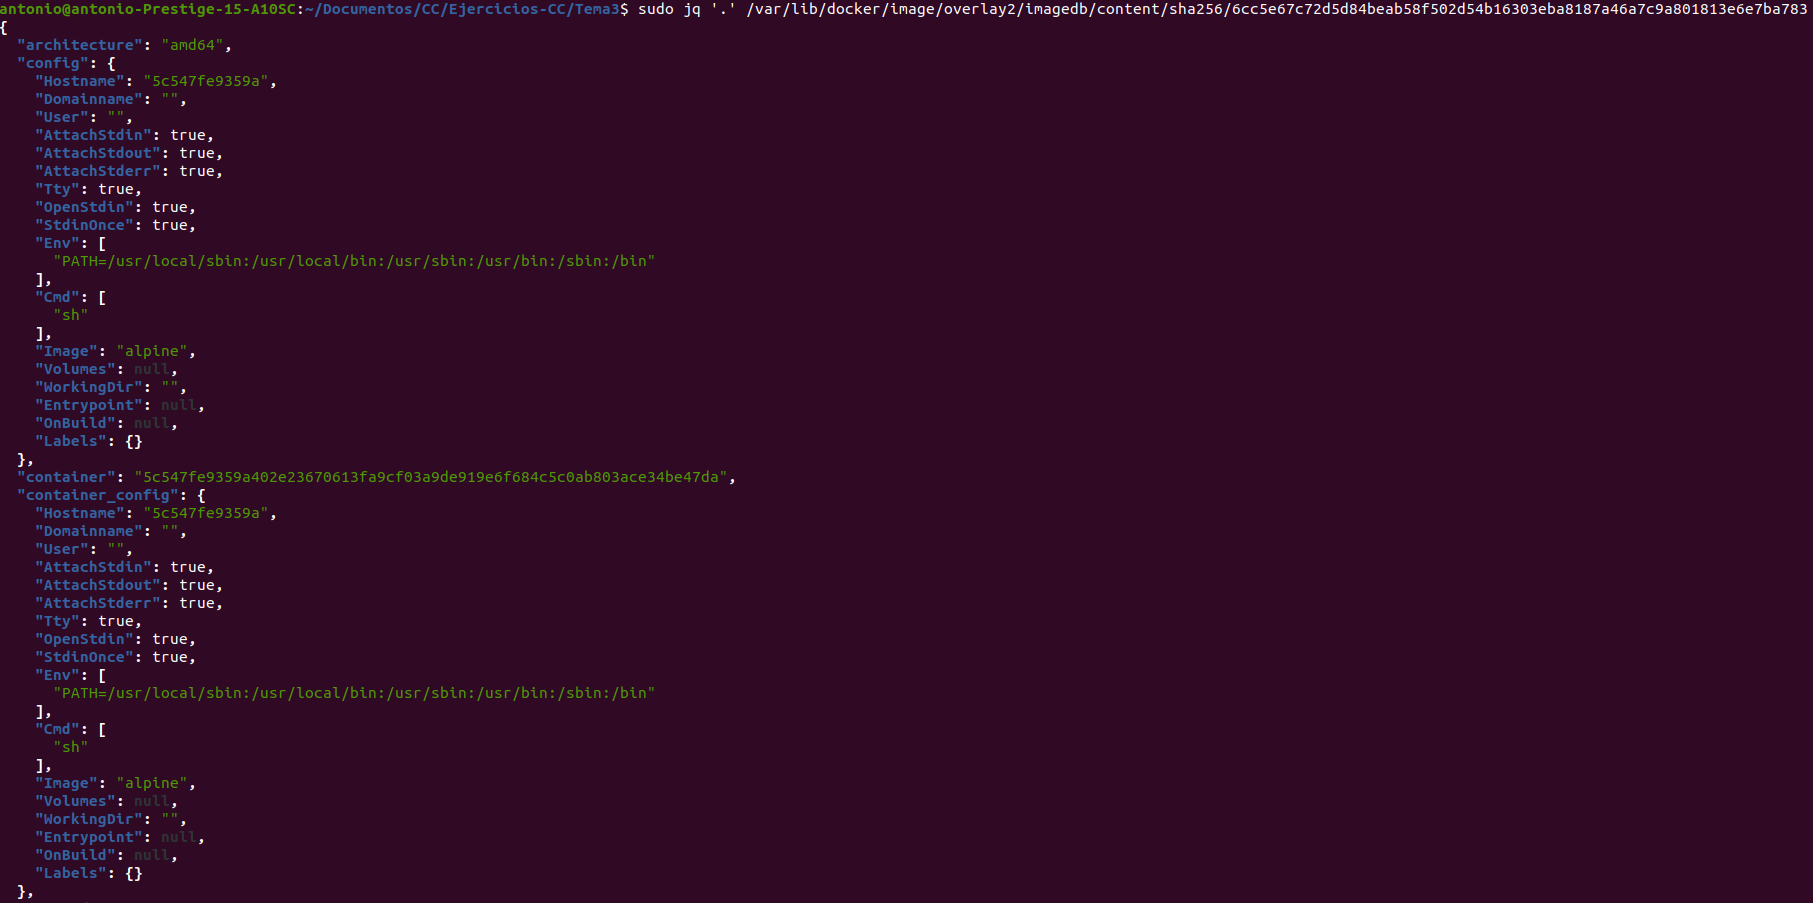 antonio@antonio-Prestige-15-A10SC:~/Documentos/CC/Ejercicios-CC/Tema3$ sudo jq '.' /var/lib/docker/image/overlay2/imagedb/content/sha256/6cc5e67c72d5d84beab58f502d54b16303eba8187a46a7c9a801813e6e7ba783
{
  "architecture": "amd64",
  "config": {
    "Hostname": "5c547fe9359a",
    "Domainname": "",
    "User": "",
    "AttachStdin": true,
    "AttachStdout": true,
    "AttachStderr": true,
    "Tty": true,
    "OpenStdin": true,
    "StdinOnce": true,
    "Env": [
      "PATH=/usr/local/sbin:/usr/local/bin:/usr/sbin:/usr/bin:/sbin:/bin"
    ],
    "Cmd": [
      "sh"
    ],
    "Image": "alpine",
    "Volumes": null,
    "WorkingDir": "",
    "Entrypoint": null,
    "OnBuild": null,
    "Labels": {}
  },
  "container": "5c547fe9359a402e23670613fa9cf03a9de919e6f684c5c0ab803ace34be47da",
  "container_config": {
    "Hostname": "5c547fe9359a",
    "Domainname": "",
    "User": "",
    "AttachStdin": true,
    "AttachStdout": true,
    "AttachStderr": true,
    "Tty": true,
    "OpenStdin": true,
    "StdinOnce": true,
    "Env": [
      "PATH=/usr/local/sbin:/usr/local/bin:/usr/sbin:/usr/bin:/sbin:/bin"
    ],
    "Cmd": [
      "sh"
    ],
    "Image": "alpine",
    "Volumes": null,
    "WorkingDir": "",
    "Entrypoint": null,
    "OnBuild": null,
    "Labels": {}
  },